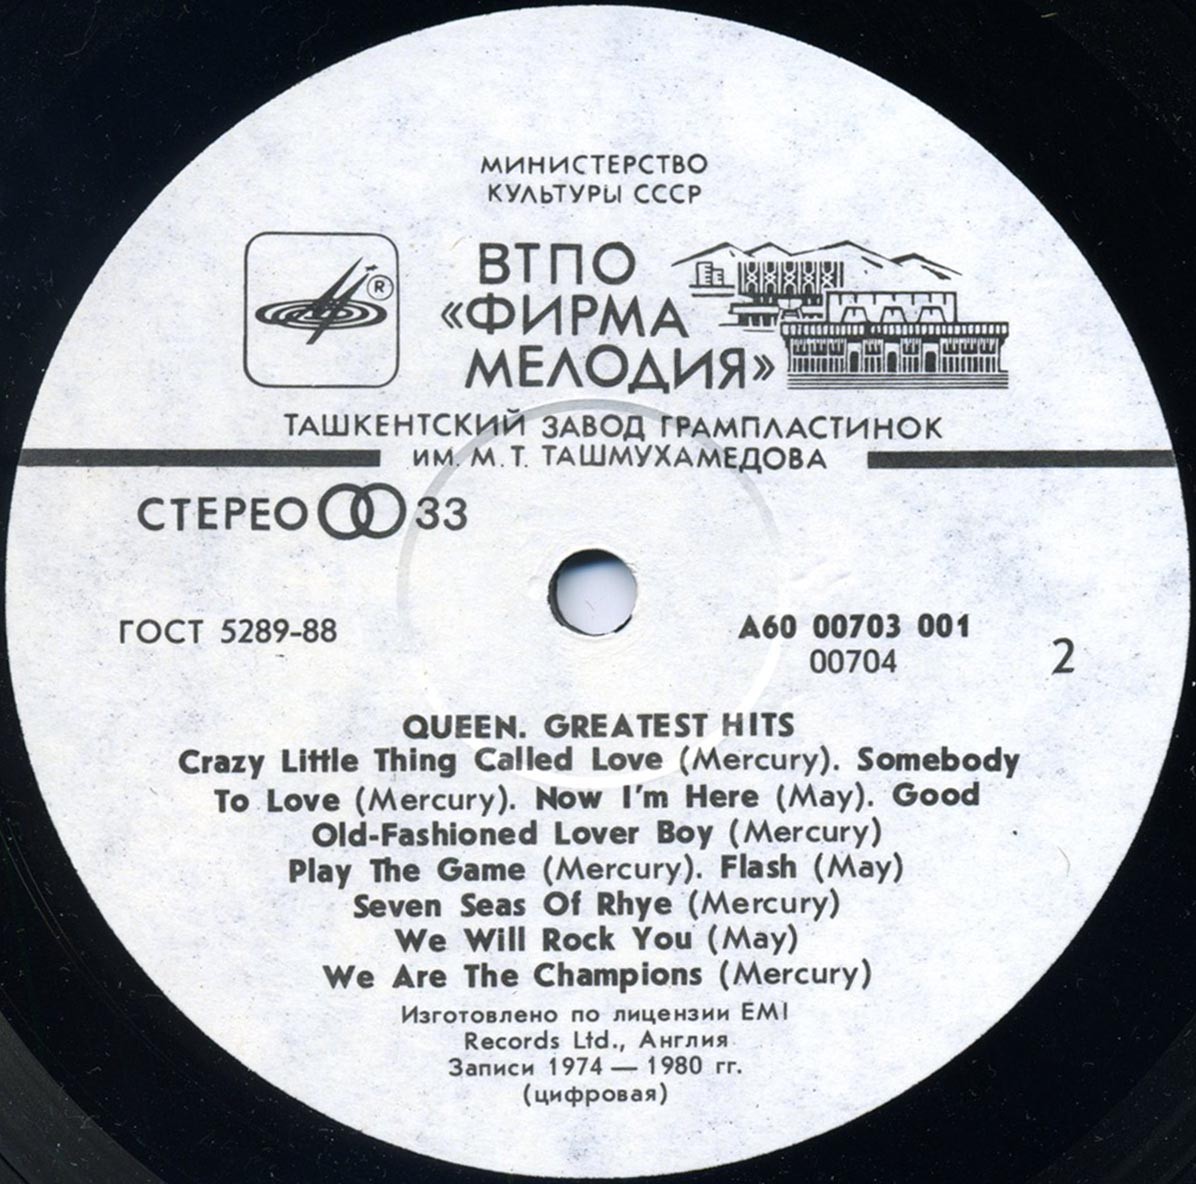 МИНИСТЕРСТВО
КУЛЬТУРЫ СССР
ВТПО
«ФИРМА
МЕЛОДИЯ»
®
ТАШКЕНТСКИЙ ЗАВОД ГРАМПЛАСТИНОК
ИМ. М. Т. ТАШМУХАМЕДОВА
СТЕРЕО 33
ГОСТ 5289-88
А60 00703 001
00704
2
QUEEN. GREATEST HITS
Crazy Little Thing Called Love (Mercury). Somebody
To Love (Mercury). Now I'm Here (May). Good
Old-Fashioned Lover Boy (Mercury)
Play The Game (Mercury). Flash (May)
Seven Seas Of Rhye (Mercury)
We Will Rock You (May)
We Are The Champions (Mercury)
Изготовлено по лицензии EMI
Records Ltd., Англия
Записи 1974 — 1980 гг.
(цифровая)